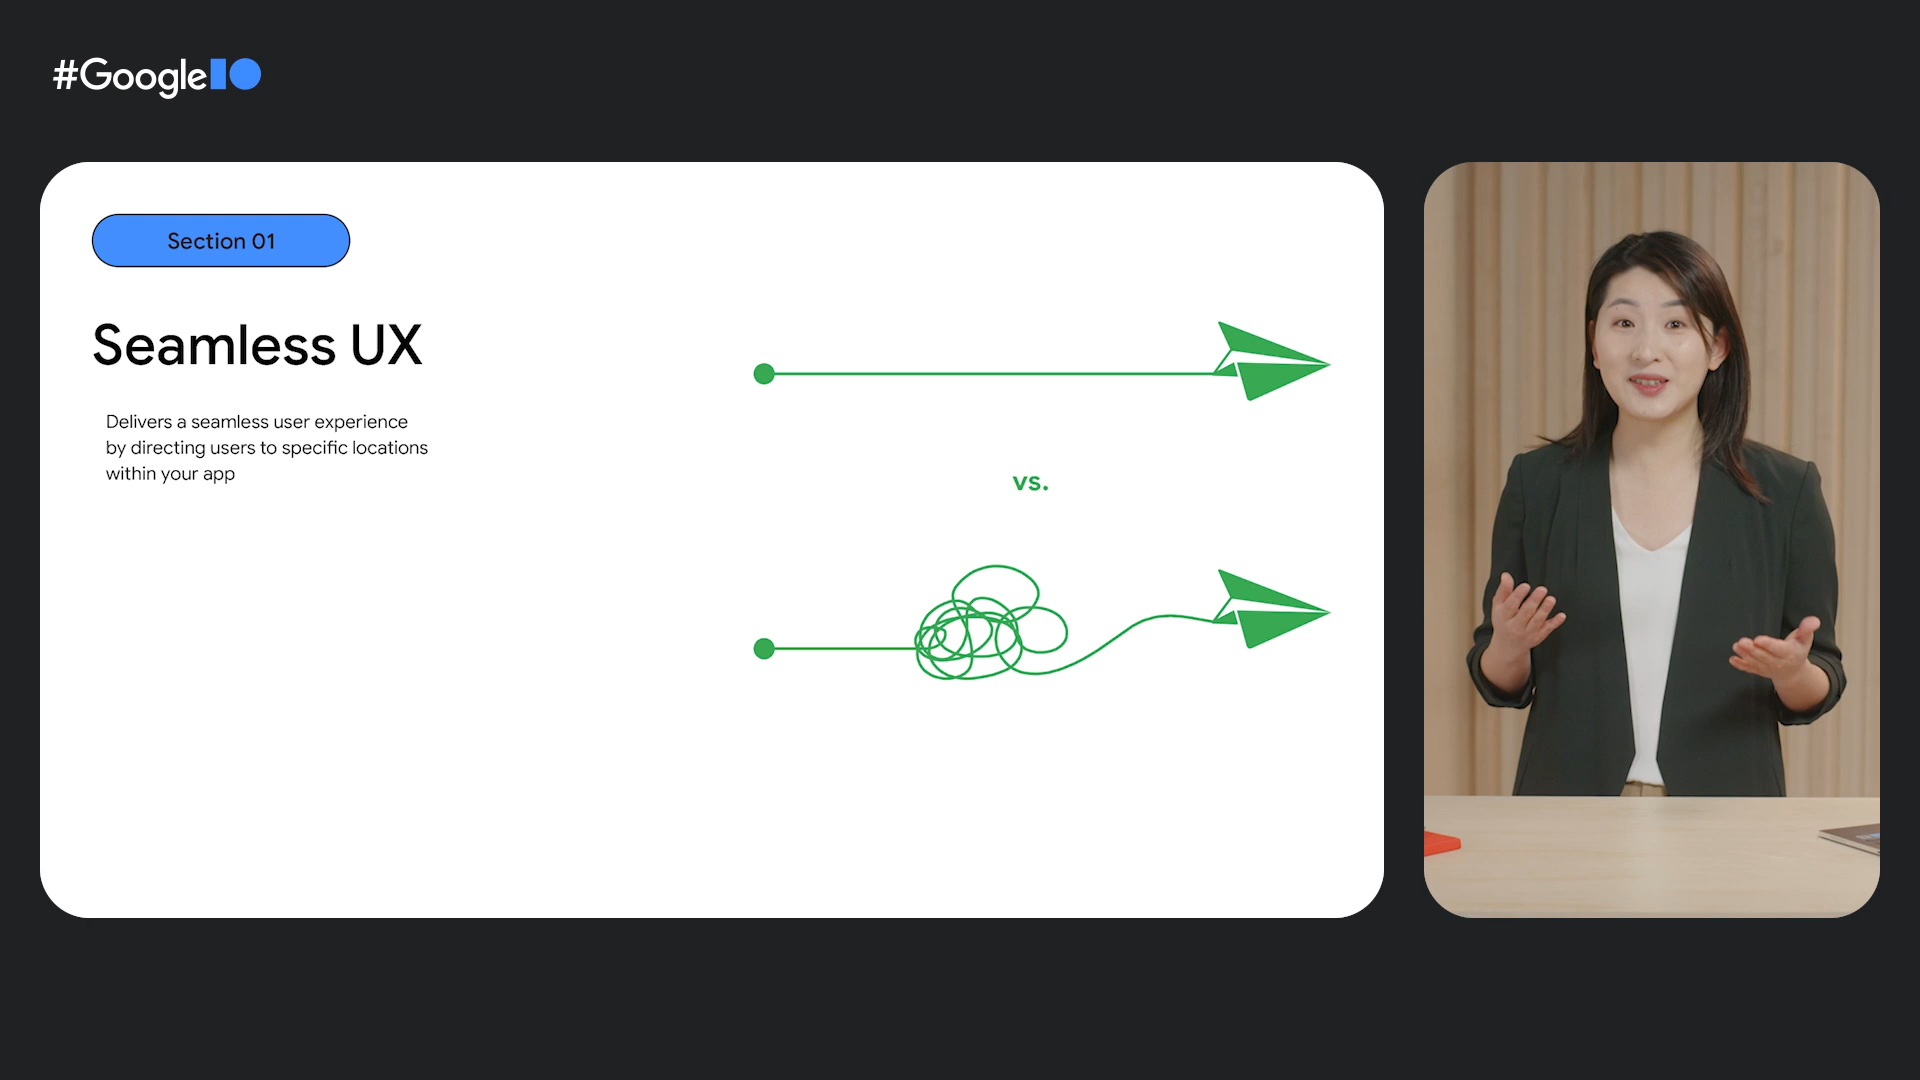 #GoogleIO
Section 01
Seamless UX
Delivers a seamless user experience
by directing users to specific locations
within your app
vs.